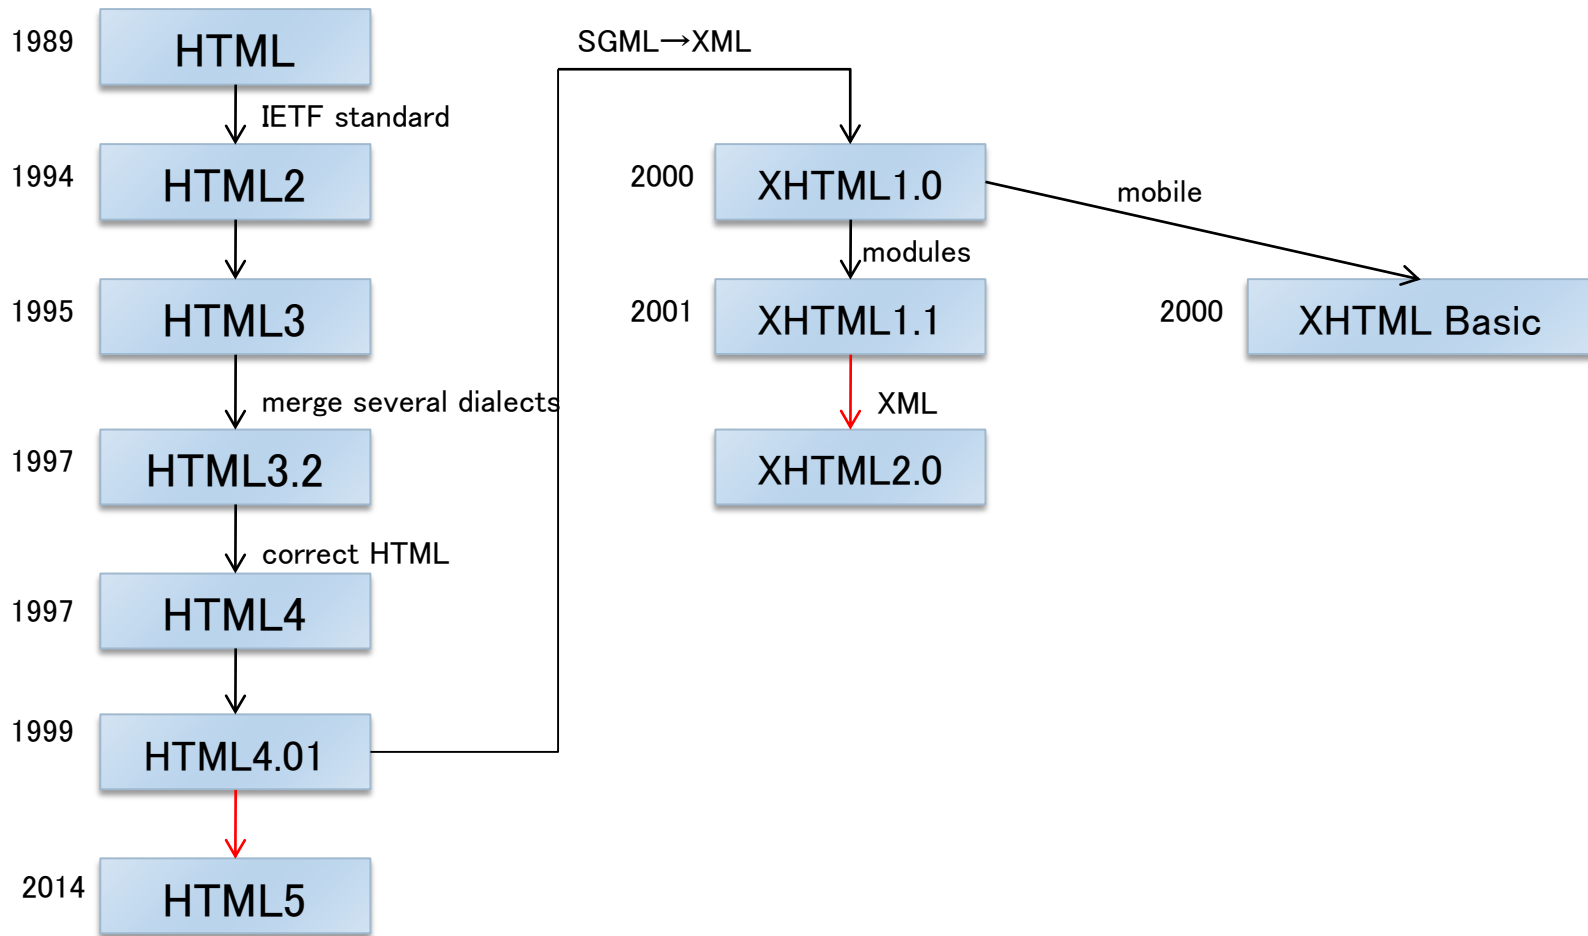 1989
HTML
IETF standard
1994
HTML2
1995
HTML3
merge several dialects
1997
HTML3.2
correct HTML
1997
HTML4
1999
HTML4.01
2014
HTML5
SGML→XML
2000
XHTML1.0
mobile
modules
2001
XHTML1.1
2000
XHTML Basic
XML
XHTML2.0